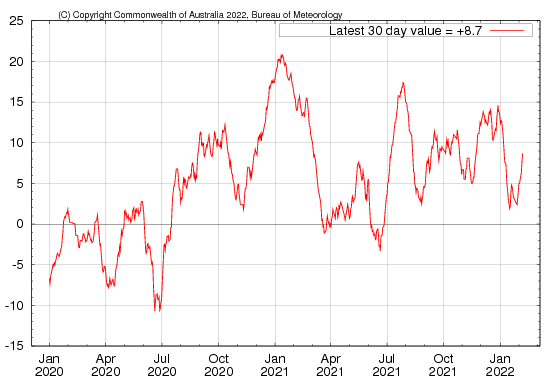 (C) Copyright Commonwealth of Australia 2022, Bureau of Meteorology
Latest 30 day value = +8.7
25
20
15
10
5
0
-5
-10
-15
Jan Apr Jul Oct Jan Apr Jul Oct Jan
2020 2020 2020 2020 2021 2021 2021 2021 2022